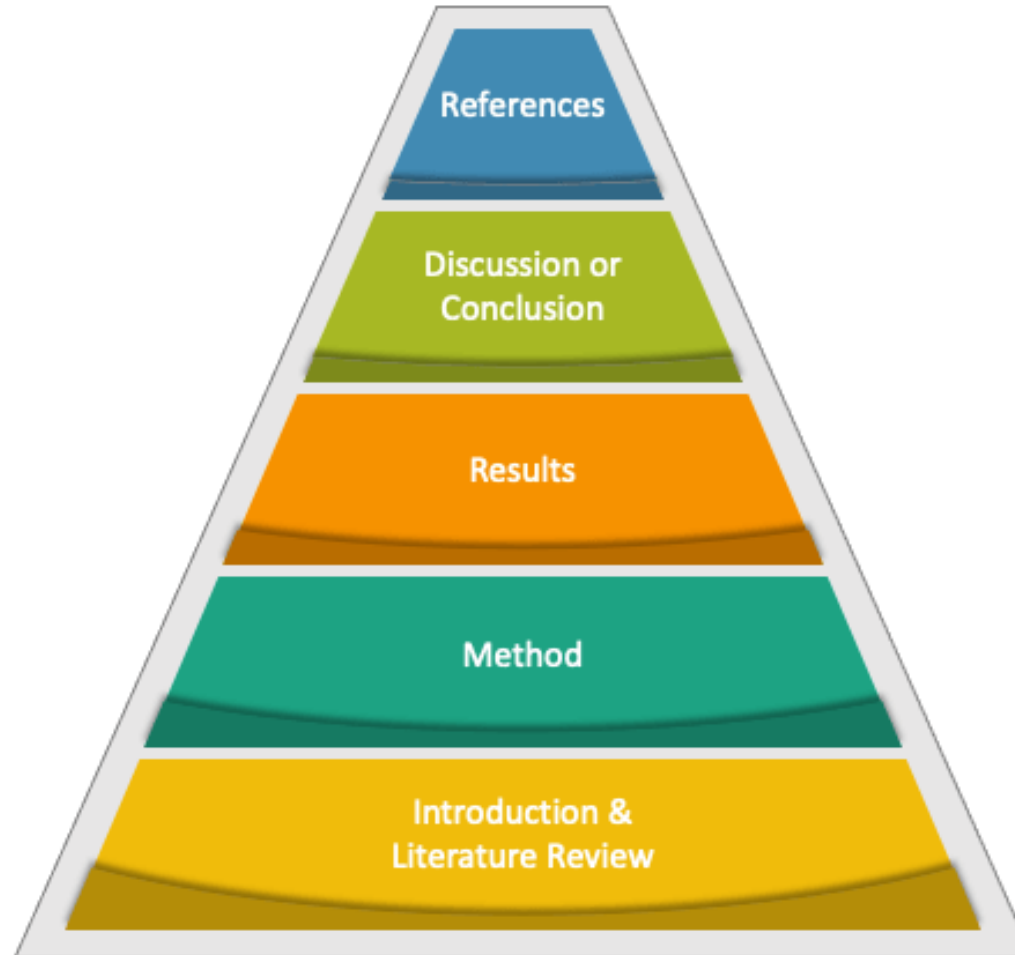 References
Discussion or
Conclusion
Results
Method
Introduction &
Literature Review